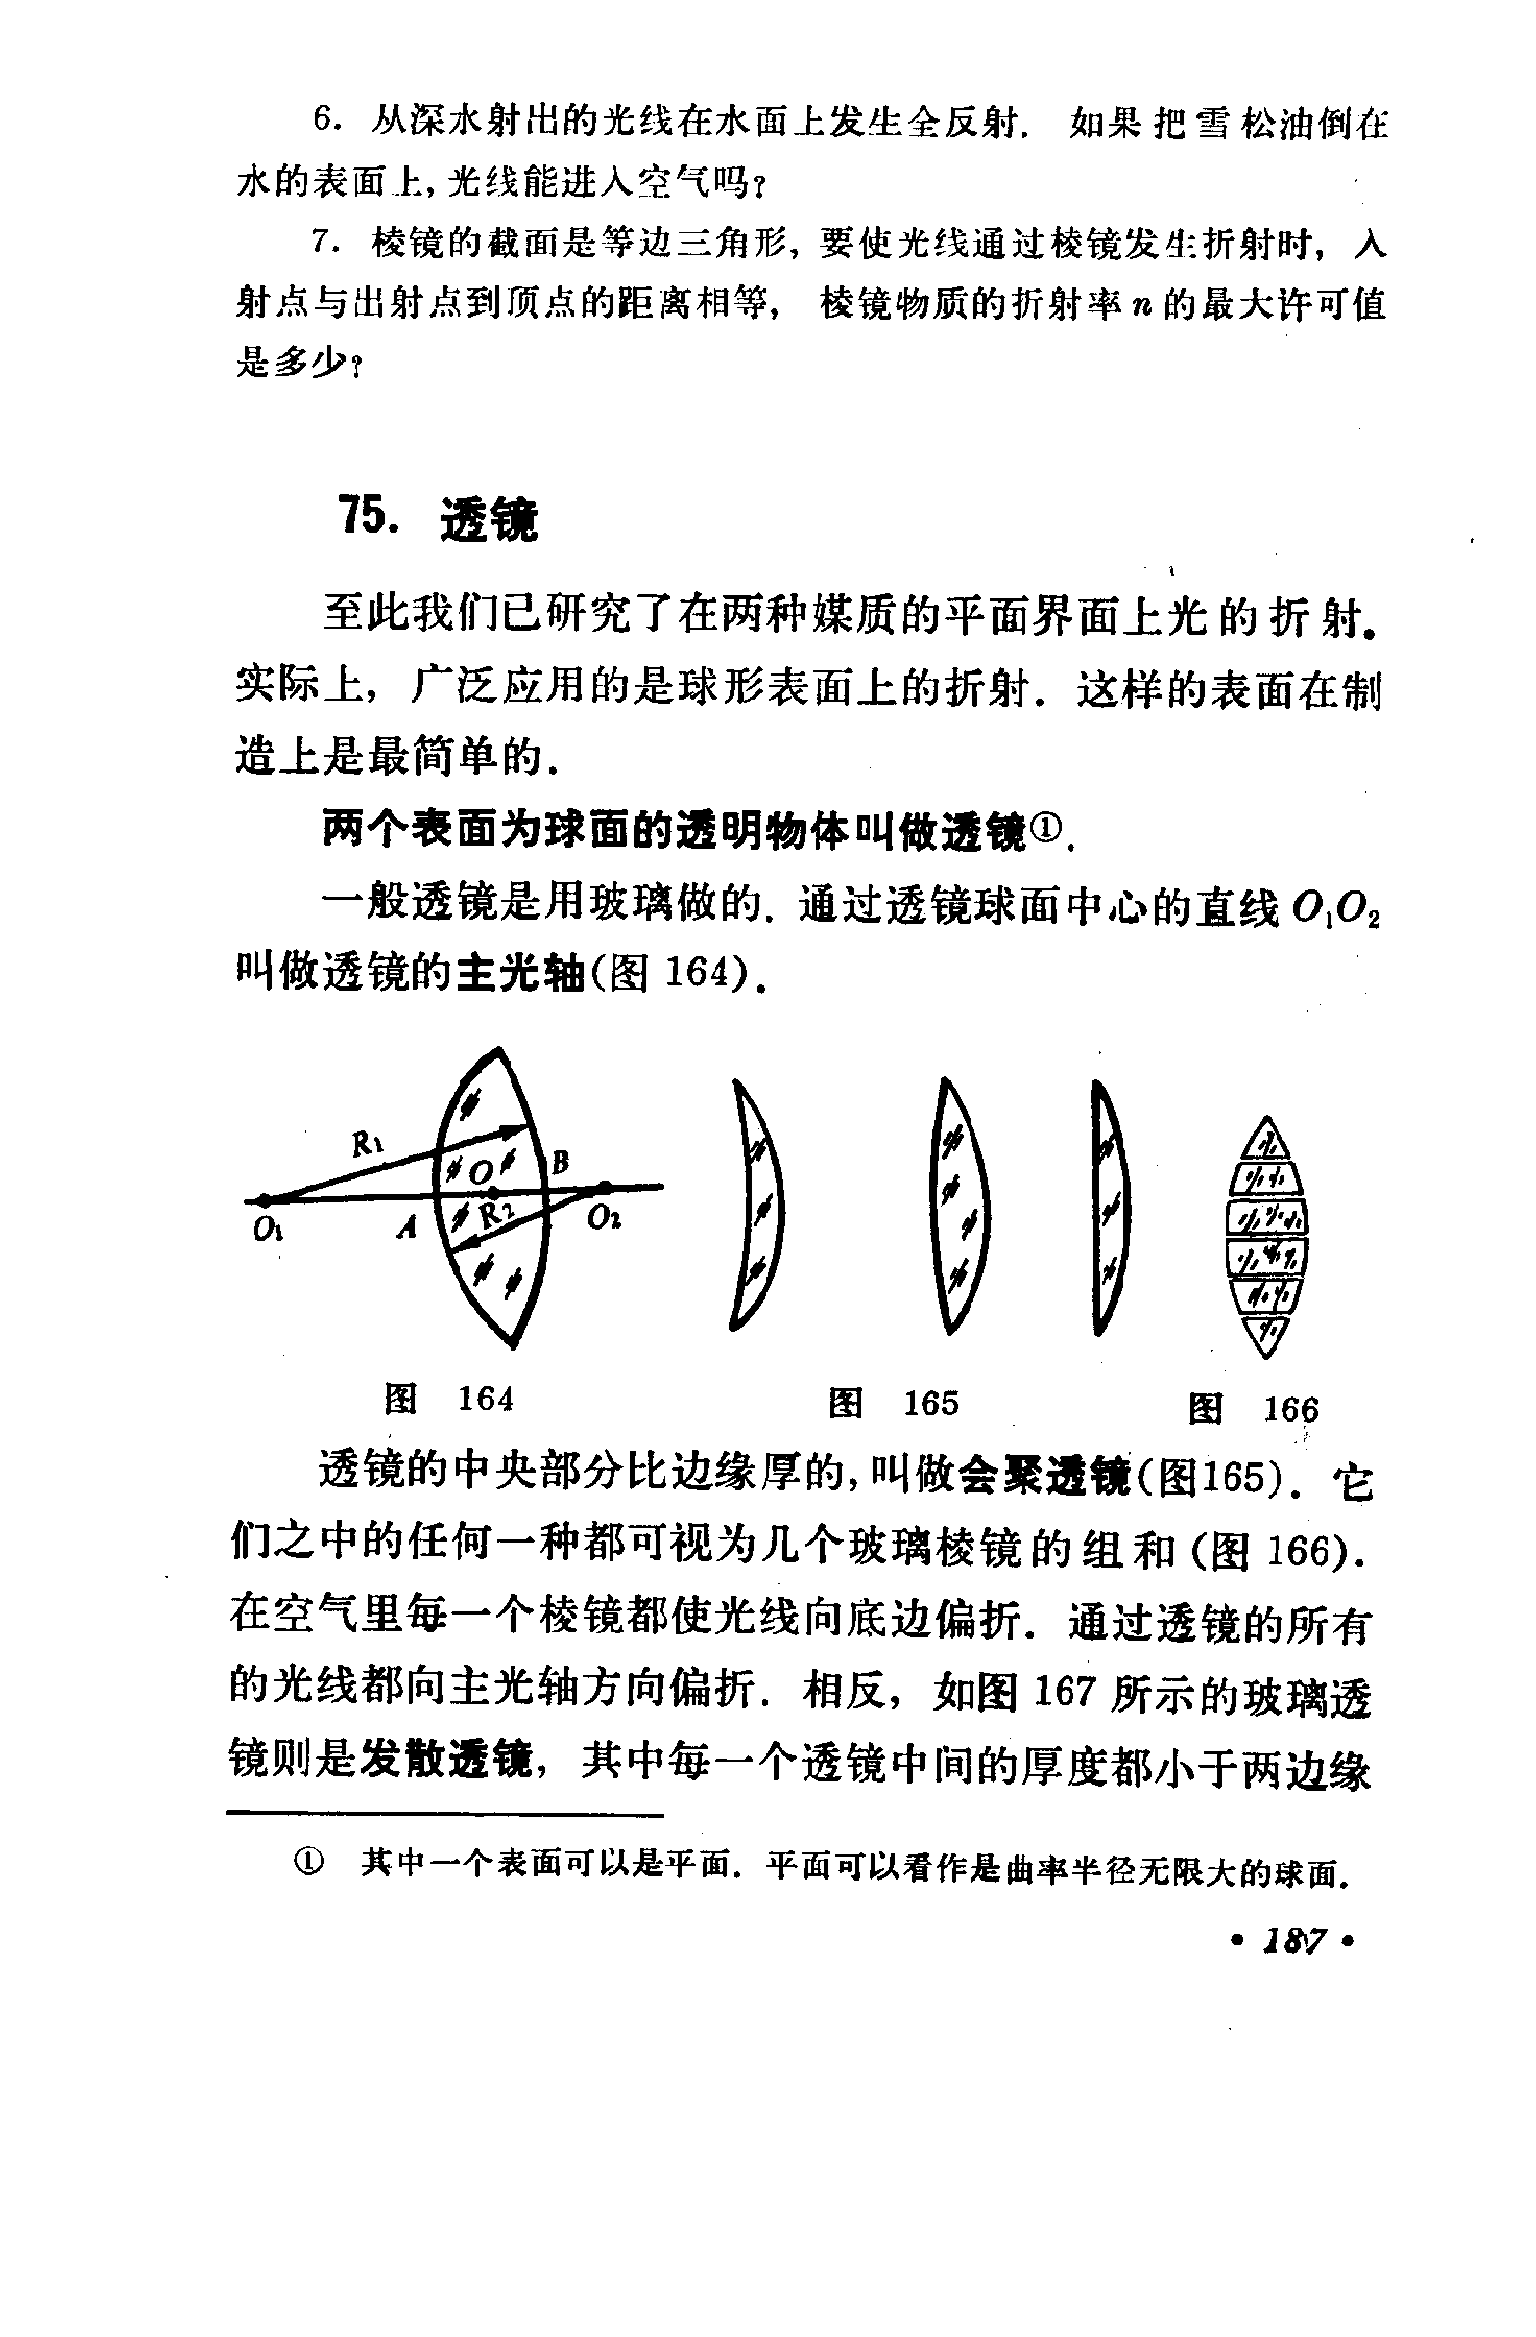 6. 从深水射出的光线在水面上发生全反射. 如果把雪松油倒在
水的表面上, 光线能进入空气吗?
7. 棱镜的截面是等边三角形, 要使光线通过棱镜发生折射时, 入
射点与出射点到顶点的距离相等, 棱镜物质的折射率 n 的最大许可值
是多少?
75. 透镜
至此我们已研究了在两种媒质的平面界面上光的折射.
实际上, 广泛应用的是球形表面上的折射. 这样的表面在制
造上是最简单的.
两个表面为球面的透明物体叫做透镜①.
一般透镜是用玻璃做的. 通过透镜球面中心的直线 O₁O₂
叫做透镜的主光轴(图 164).
R₁
O
B
O₁
A
R₂
O₂
图 164
图 165
图 166
透镜的中央部分比边缘厚的, 叫做会聚透镜(图165). 它
们之中的任何一种都可视为几个玻璃棱镜的组和(图 166).
在空气里每一个棱镜都使光线向底边偏折. 通过透镜的所有
的光线都向主光轴方向偏折. 相反, 如图 167 所示的玻璃透
镜则是发散透镜, 其中每一个透镜中间的厚度都小于两边缘
① 其中一个表面可以是平面. 平面可以看作是曲率半径无限大的球面.
• 187 •